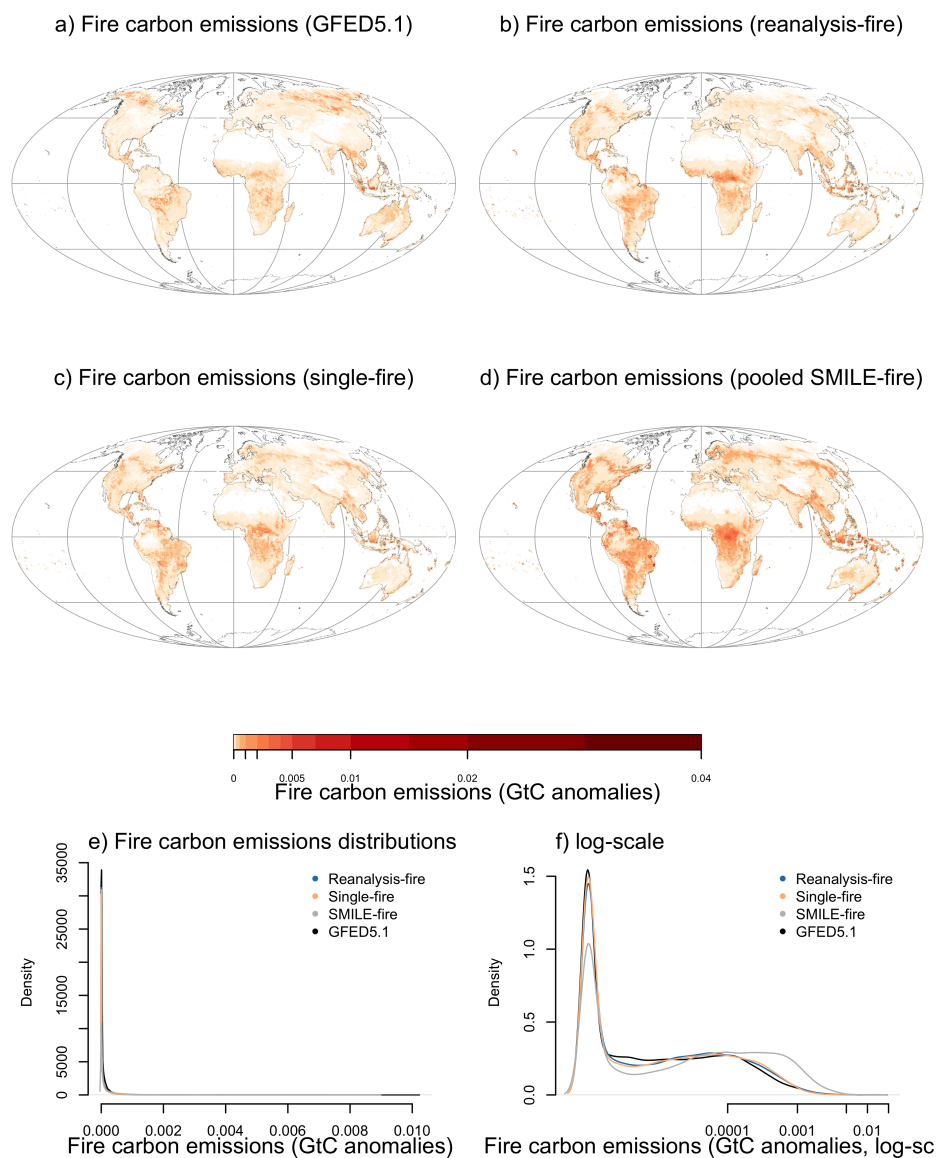 a) Fire carbon emissions (GFED5.1)
b) Fire carbon emissions (reanalysis-fire)
c) Fire carbon emissions (single-fire)
d) Fire carbon emissions (pooled SMILE-fire)
0 0.005 0.01 0.02 0.04
Fire carbon emissions (GtC anomalies)
e) Fire carbon emissions distributions
Density
35000
25000
15000
5000
0
Reanalysis-fire
Single-fire
SMILE-fire
GFED5.1
0.000 0.002 0.004 0.006 0.008 0.010
Fire carbon emissions (GtC anomalies)
f) log-scale
Density
1.5
1.0
0.5
0.0
Reanalysis-fire
Single-fire
SMILE-fire
GFED5.1
0.0001 0.001 0.01
Fire carbon emissions (GtC anomalies, log-sc